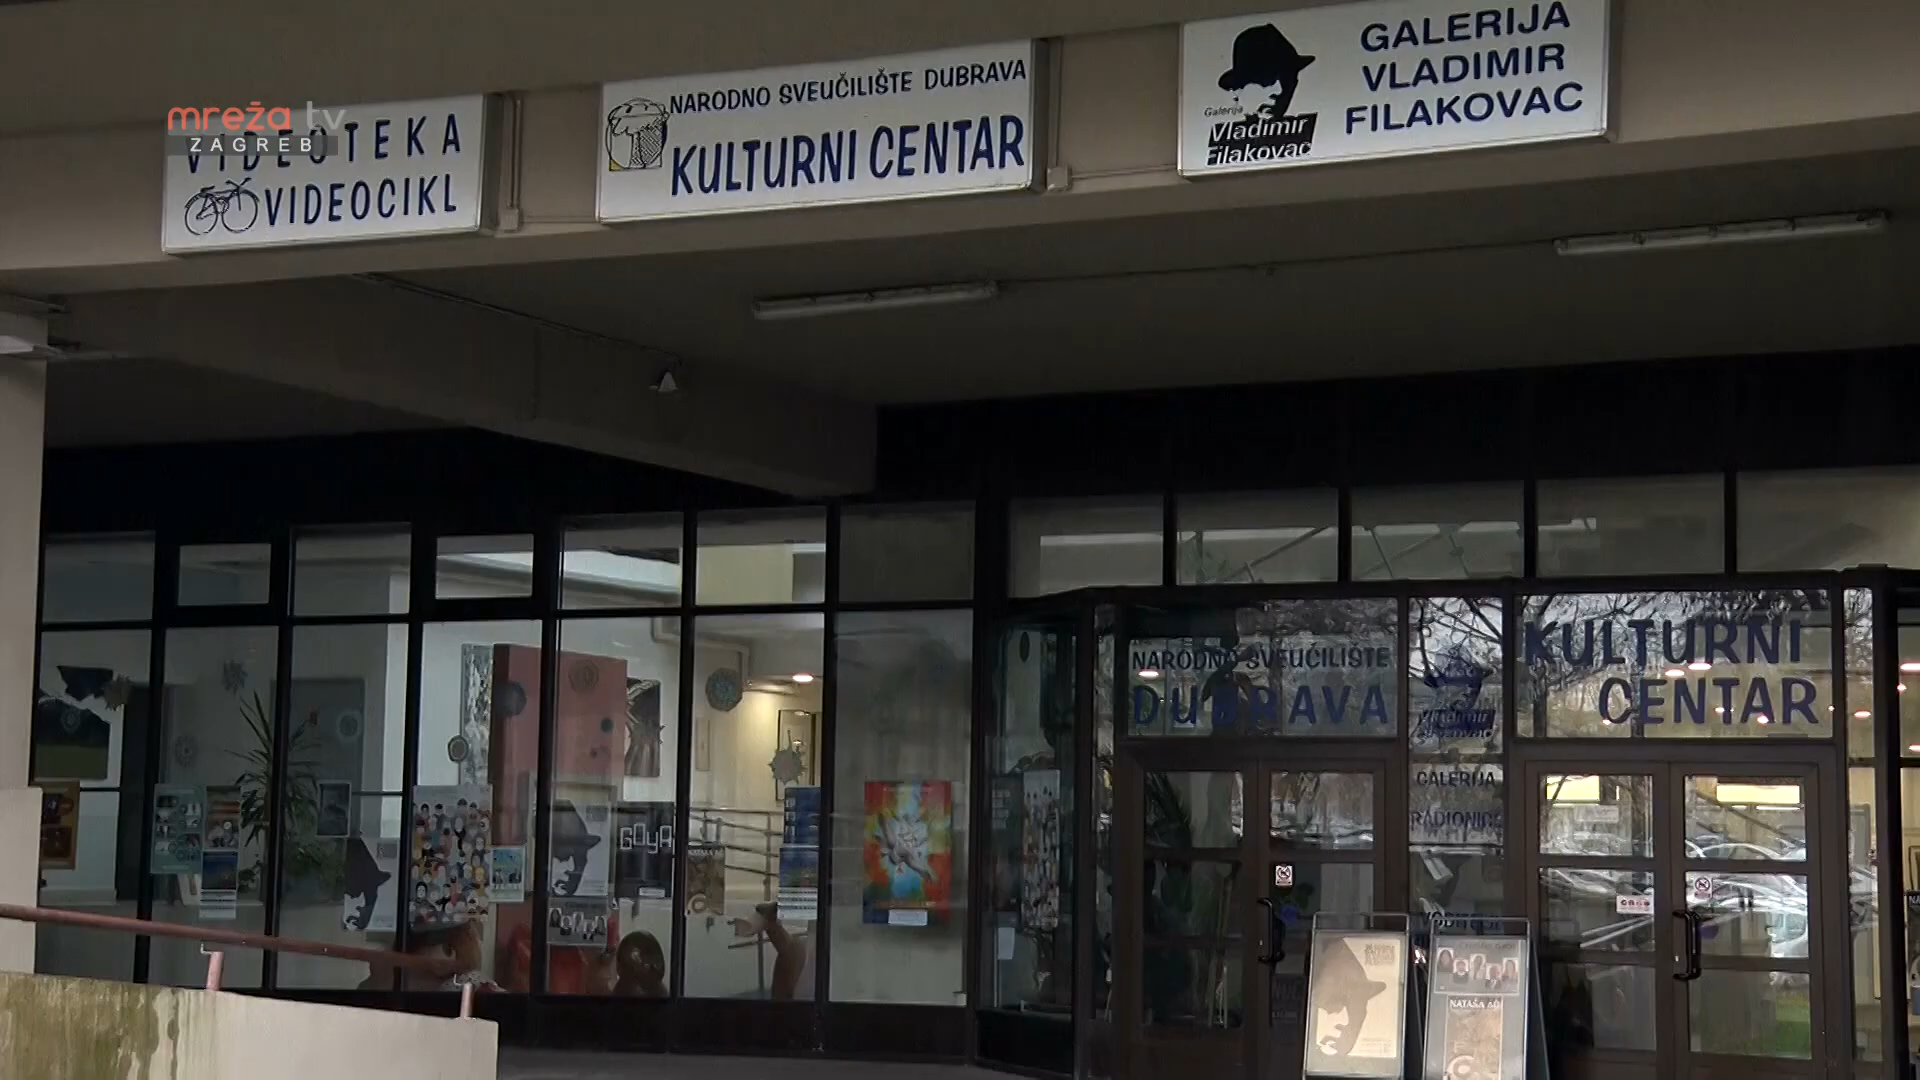 mreža tv
ZAGREB
VIDEOTEKA
VIDEOCIKL
NARODNO SVEUČILIŠTE DUBRAVA
KULTURNI CENTAR
Galerija
Vladimir
Filakovac
GALERIJA
VLADIMIR
FILAKOVAC
NARODNO SVEUČILIŠTE
DUBRAVA
Vladimir
KULTURNI
CENTAR
GALERIJA
RADIONICE
GOYA
NATAŠA